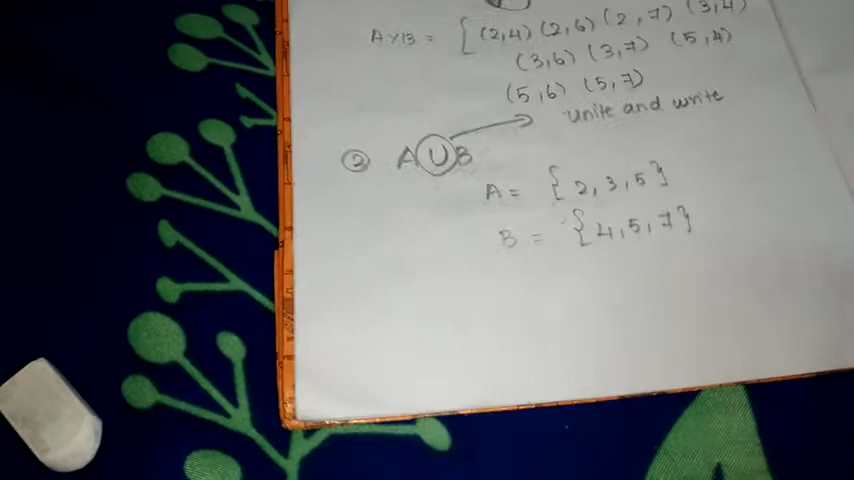 A×B = { (2,4) (2,6) (2,7) (3,4)
(3,6) (3,7) (5,4)
(5,6) (5,7)
unite and write
② A U B
A = { 2, 3, 5 }
B = { 4, 5, 7 }